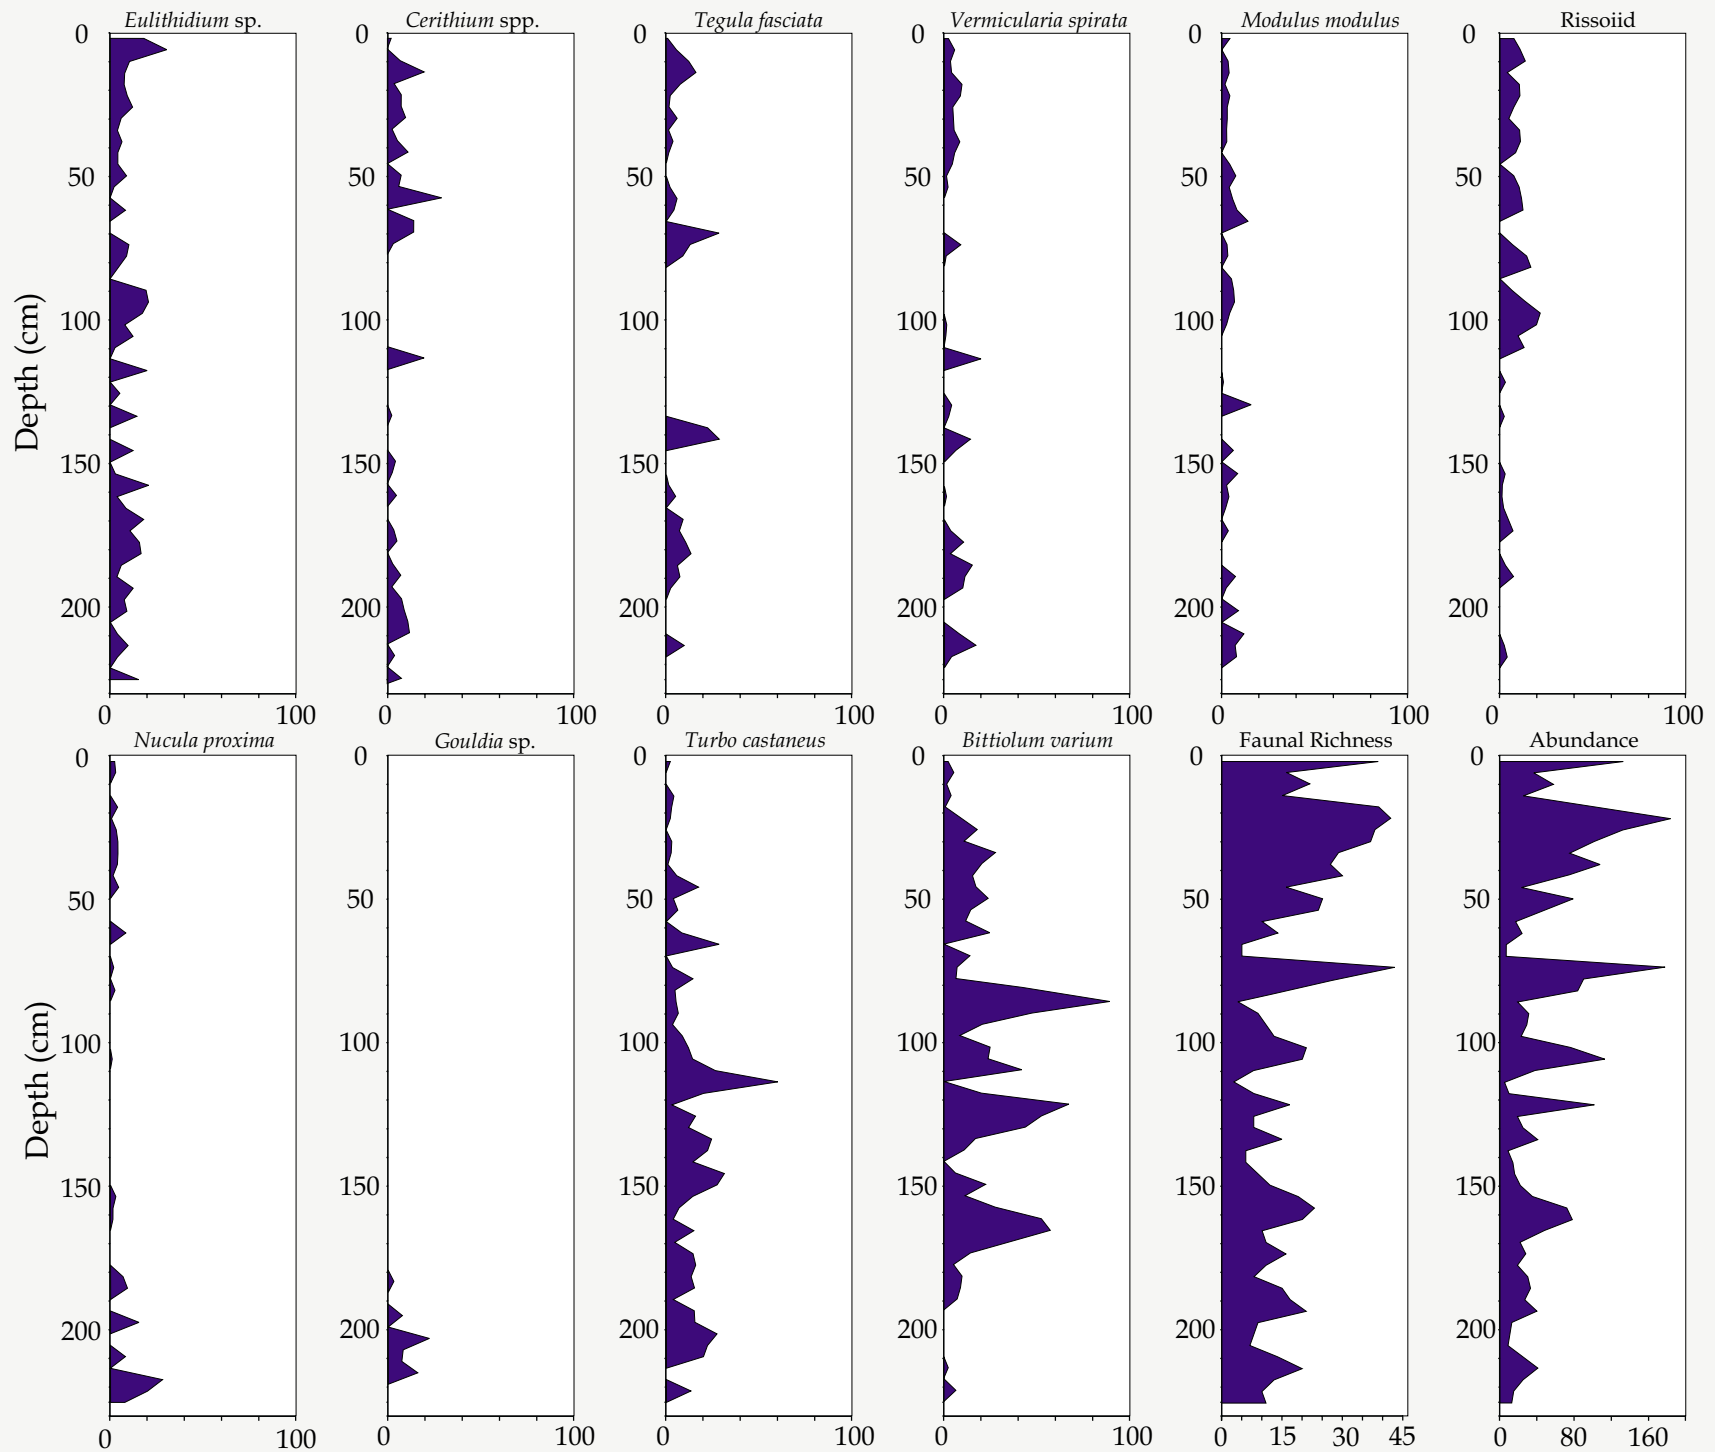 Eulithidium sp. Cerithium spp. Tegula fasciata Vermicularia spirata Modulus modulus Rissoiid
0 0 0 0 0 0
50 50 50 50 50 50
100 100 100 100 100 100
Depth (cm)
150 150 150 150 150 150
200 200 200 200 200 200
0 100 0 100 0 100 0 100 0 100 0 100
Nucula proxima Gouldia sp. Turbo castaneus Bittiolum varium Faunal Richness Abundance
0 0 0 0 0 0
50 50 50 50 50 50
100 100 100 100 100 100
Depth (cm)
150 150 150 150 150 150
200 200 200 200 200 200
0 100 0 100 0 100 0 100 0 15 30 45 0 80 160